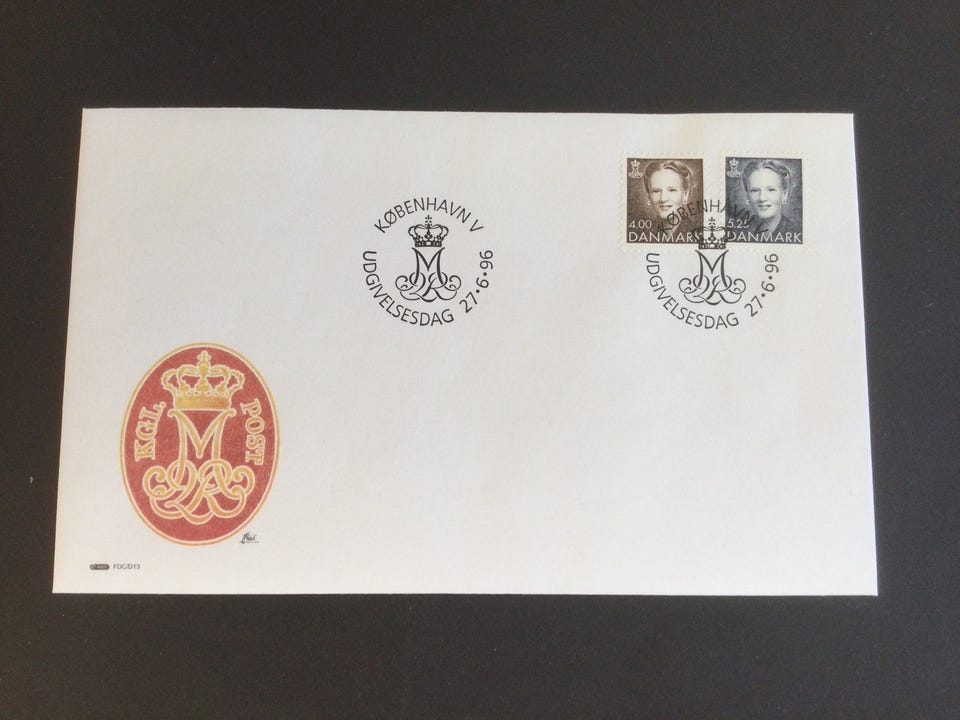 KØBENHAVN V
UDGIVELSESDAG 27·6·96
4.00
DANMARK
5.25
DANMARK
KØBENHAVN V
UDGIVELSESDAG 27·6·96
KGL. POST
FDC/D13